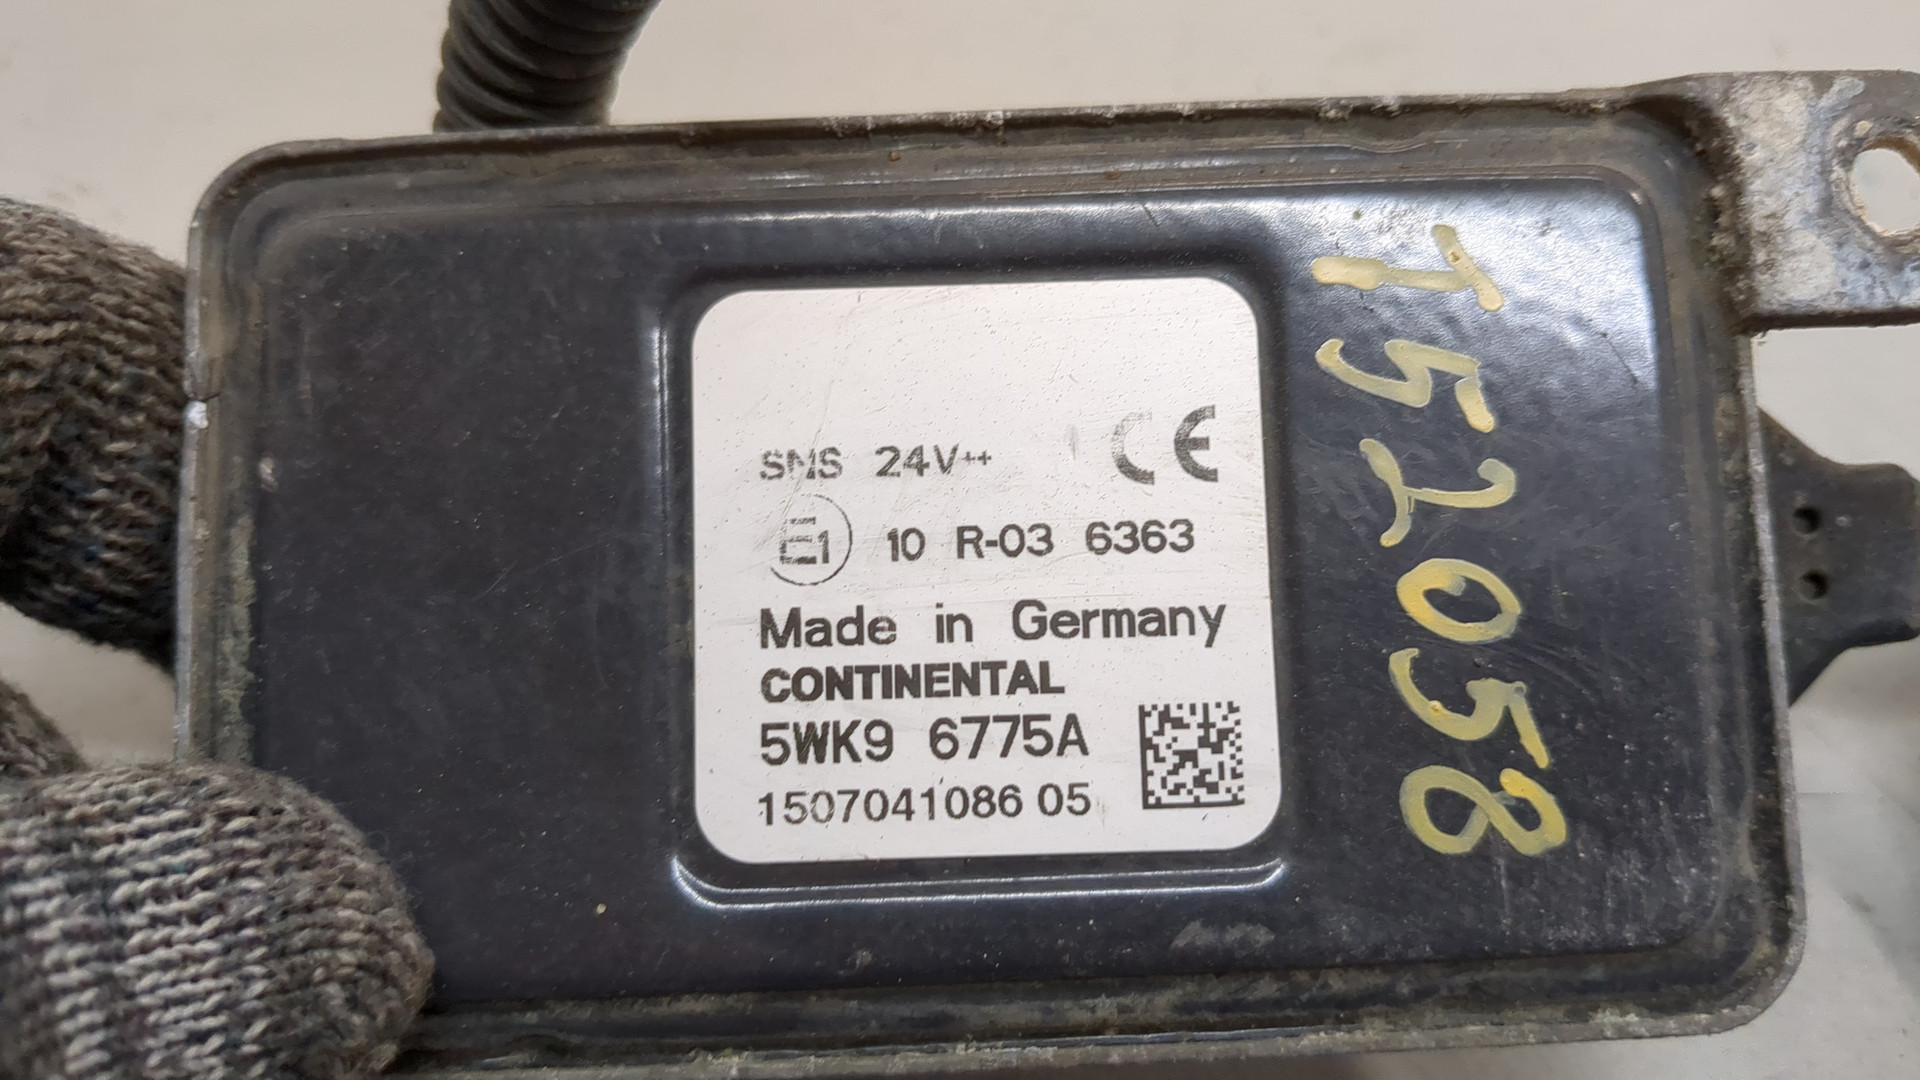 SNS 24V++ CE
E1 10 R-03 6363
Made in Germany
CONTINENTAL
5WK9 6775A
1507041086 05
T52058